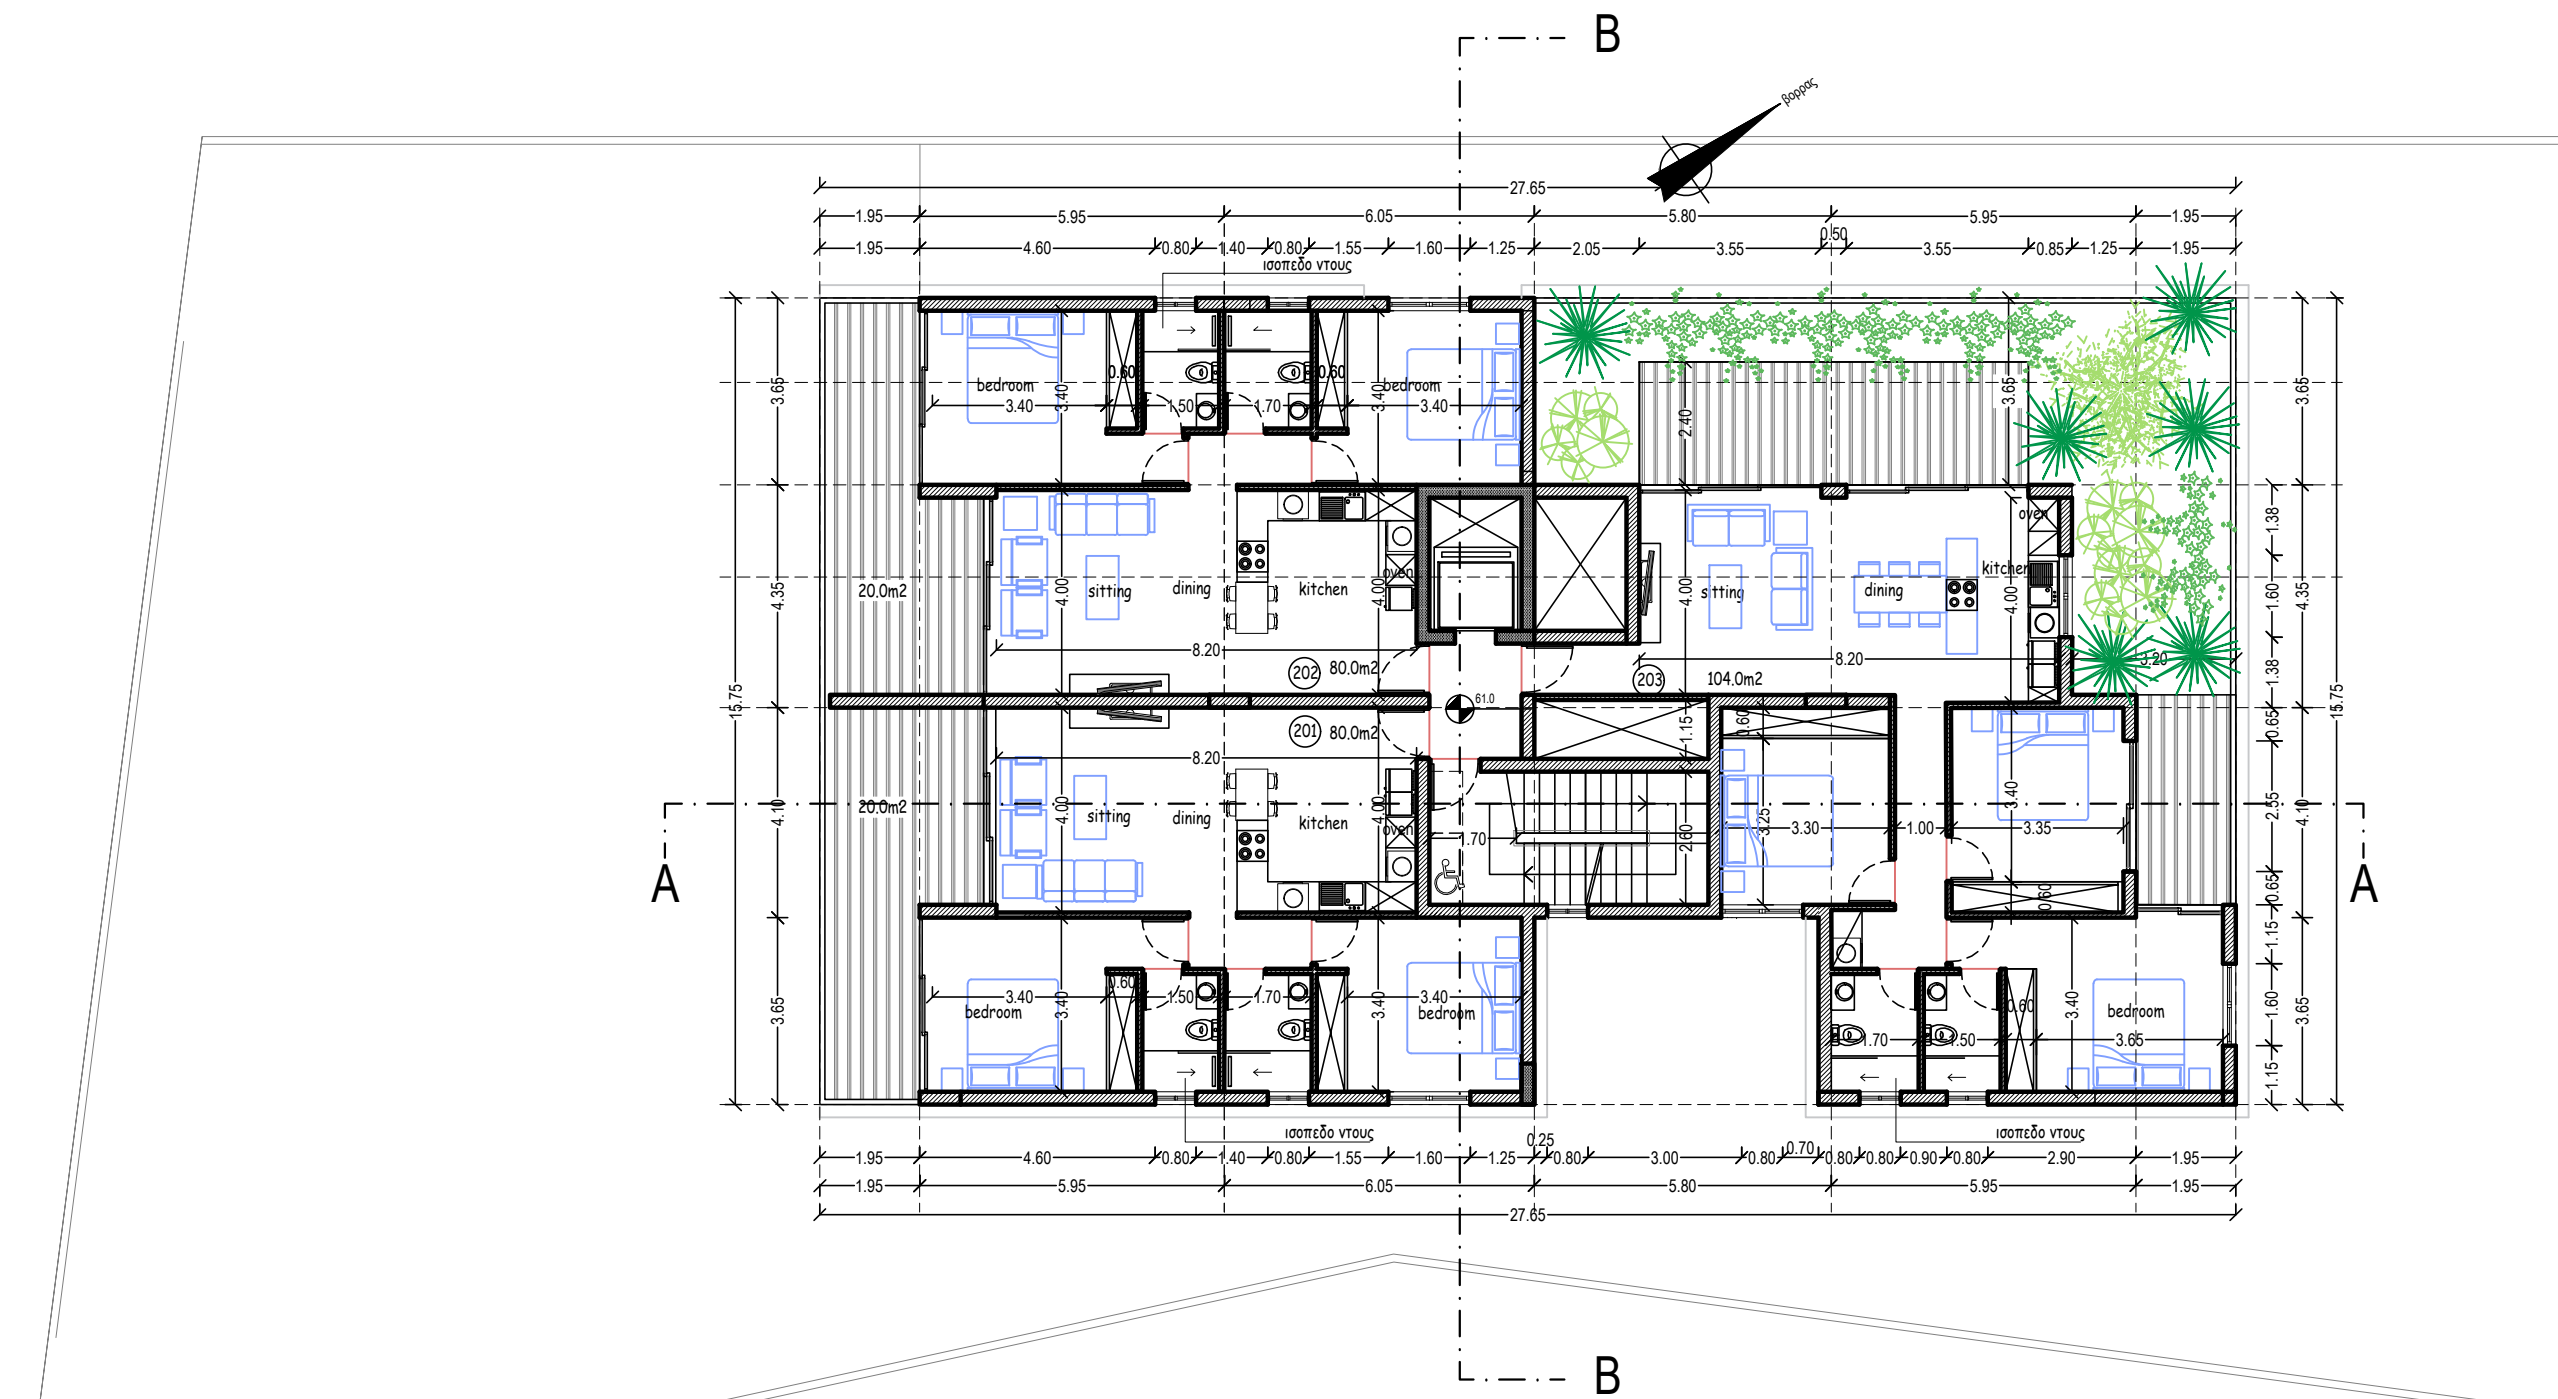 B
βορρας
27.65
1.95 5.95 6.05 5.80 5.95 1.95
1.95 4.60 0.80 1.40 0.80 1.55 1.60 1.25 2.05 3.55 0.50 3.55 0.85 1.25 1.95
ισοπεδο ντους
bedroom 0.60 0.60 bedroom
3.40 3.40 1.50 1.70 3.40 3.40
3.65 2.40 3.65 3.65
oven 1.38
20.0m2 sitting dining kitchen oven sitting dining kitchen
4.35 4.00 4.00 4.00 4.00 1.60 4.35
8.20 8.20 3.20
202 80.0m2 203 104.0m2 1.38
15.75 61.0 15.75
201 80.0m2 1.15 0.60 0.65
8.20
20.0m2 sitting dining kitchen oven
4.10 4.00 4.00 1.70 2.60 3.25 3.30 1.00 3.40 3.35 2.55 4.10
A A
0.60 0.65
0.60 1.15
3.40 3.40 1.50 1.70 3.40 3.40 0.60 3.40 1.60
bedroom bedroom bedroom
3.65 1.70 1.50 3.65 3.65
1.15
ισοπεδο ντους ισοπεδο ντους
1.95 4.60 0.80 1.40 0.80 1.55 1.60 1.25 0.25 0.80 3.00 0.80 0.70 0.80 0.80 0.90 0.80 2.90 1.95
1.95 5.95 6.05 5.80 5.95 1.95
27.65
B